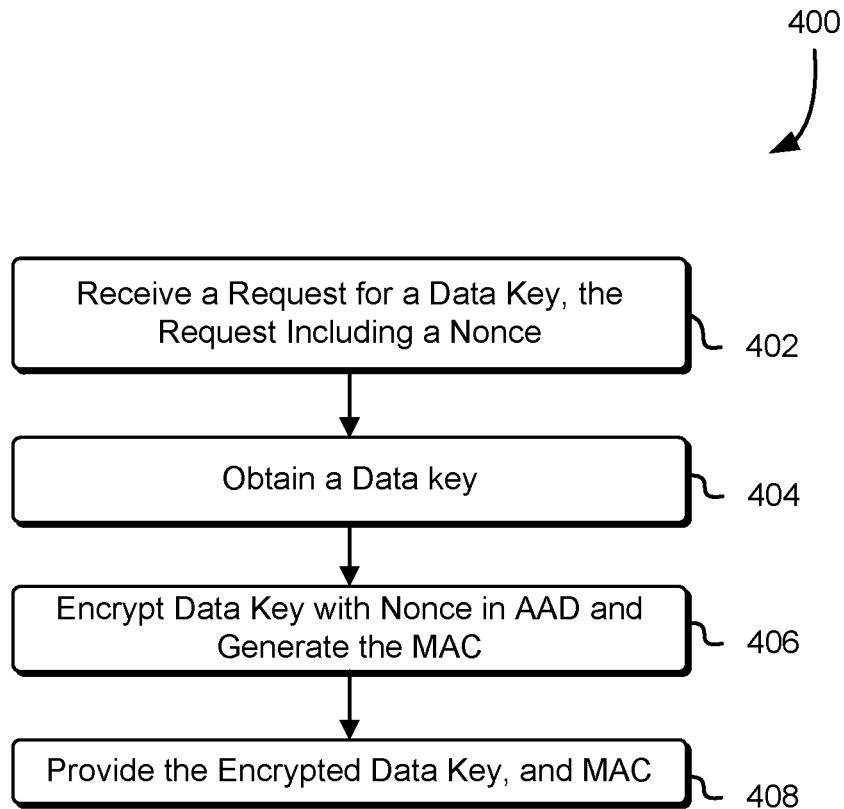 400
Receive a Request for a Data Key, the
Request Including a Nonce
402
Obtain a Data key
404
Encrypt Data Key with Nonce in AAD and
Generate the MAC
406
Provide the Encrypted Data Key, and MAC
408